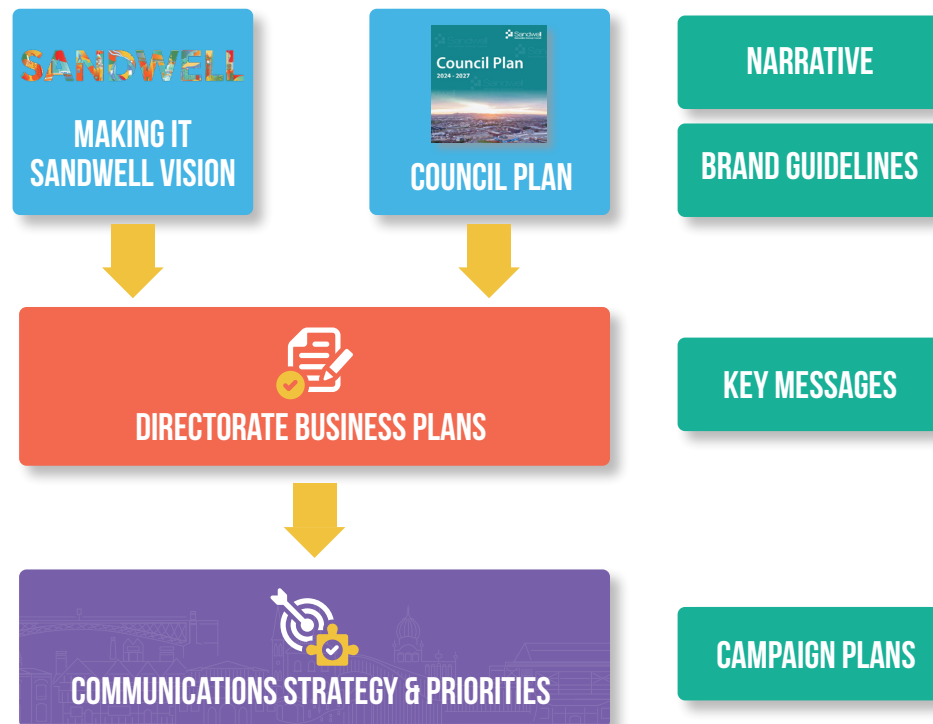 SANDWELL
MAKING IT
SANDWELL VISION
Sandwell
Council Plan
2024 - 2027
COUNCIL PLAN
NARRATIVE
BRAND GUIDELINES
DIRECTORATE BUSINESS PLANS
KEY MESSAGES
COMMUNICATIONS STRATEGY & PRIORITIES
CAMPAIGN PLANS